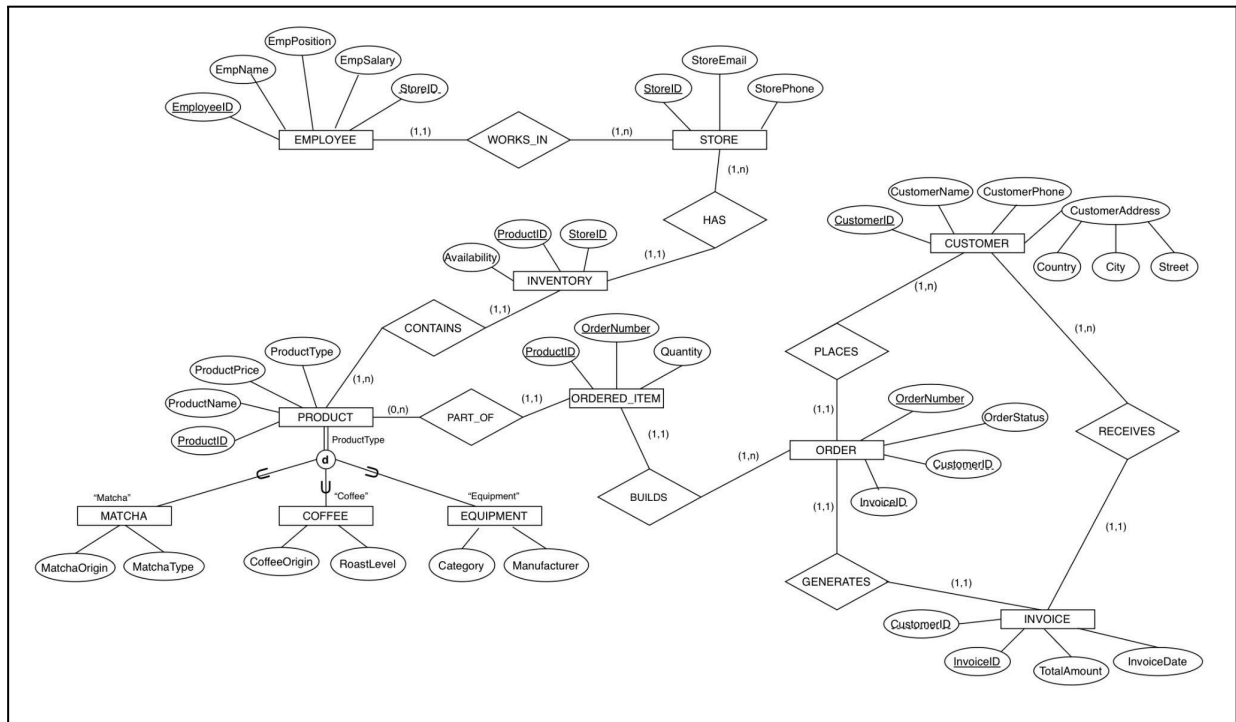 EmpPosition
EmpName
EmpSalary
EmployeeID
StoreID
EMPLOYEE
(1,1)
WORKS_IN
(1,n)
StoreEmail
StoreID
StorePhone
STORE
(1,n)
HAS
(1,1)
ProductID
StoreID
Availability
INVENTORY
(1,1)
CONTAINS
(1,n)
CustomerName
CustomerPhone
CustomerID
CustomerAddress
CUSTOMER
Country
City
Street
(1,n)
(1,n)
PLACES
(1,1)
RECEIVES
(1,1)
ProductType
ProductPrice
ProductName
ProductID
PRODUCT
(0,n)
PART_OF
(1,1)
OrderNumber
ProductID
Quantity
ORDERED_ITEM
(1,1)
BUILDS
(1,n)
OrderNumber
OrderStatus
ORDER
CustomerID
InvoiceID
(1,1)
GENERATES
(1,1)
ProductType
d
"Matcha"
MATCHA
MatchaOrigin
MatchaType
"Coffee"
COFFEE
CoffeeOrigin
RoastLevel
"Equipment"
EQUIPMENT
Category
Manufacturer
CustomerID
INVOICE
InvoiceID
TotalAmount
InvoiceDate